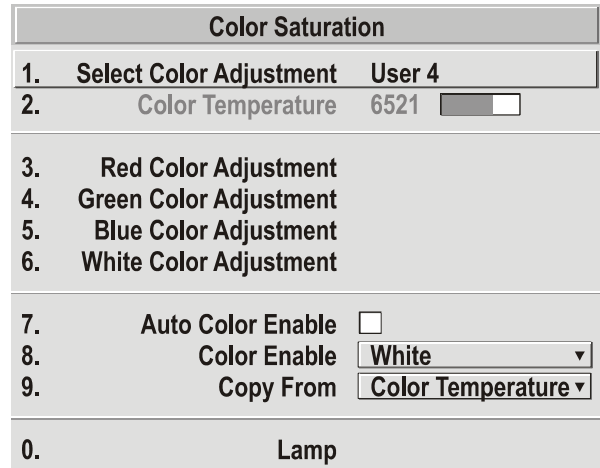 Color Saturation
1. Select Color Adjustment User 4
2. Color Temperature 6521
3. Red Color Adjustment
4. Green Color Adjustment
5. Blue Color Adjustment
6. White Color Adjustment
7. Auto Color Enable
8. Color Enable White
9. Copy From Color Temperature
0. Lamp